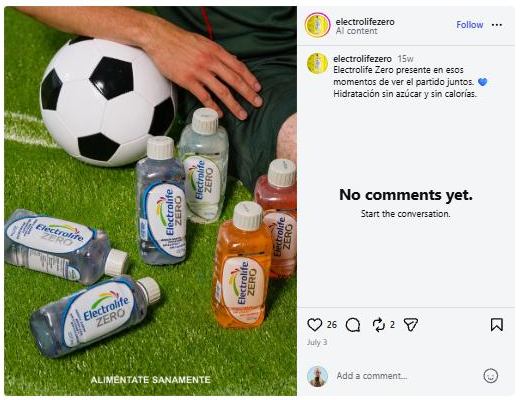 electrolifezero
AI content
Follow
electrolifezero 15w
Electrolife Zero presente en esos
momentos de ver el partido juntos. 💙
Hidratación sin azúcar y sin calorías.
Electrolife
ZERO
Electrolife
ZERO
Electrolife
ZERO
Electrolife
ZERO
Electrolife
ZERO
Electrolife
ZERO
ALIMÉNTATE SANAMENTE
No comments yet.
Start the conversation.
26
2
July 3
Add a comment...